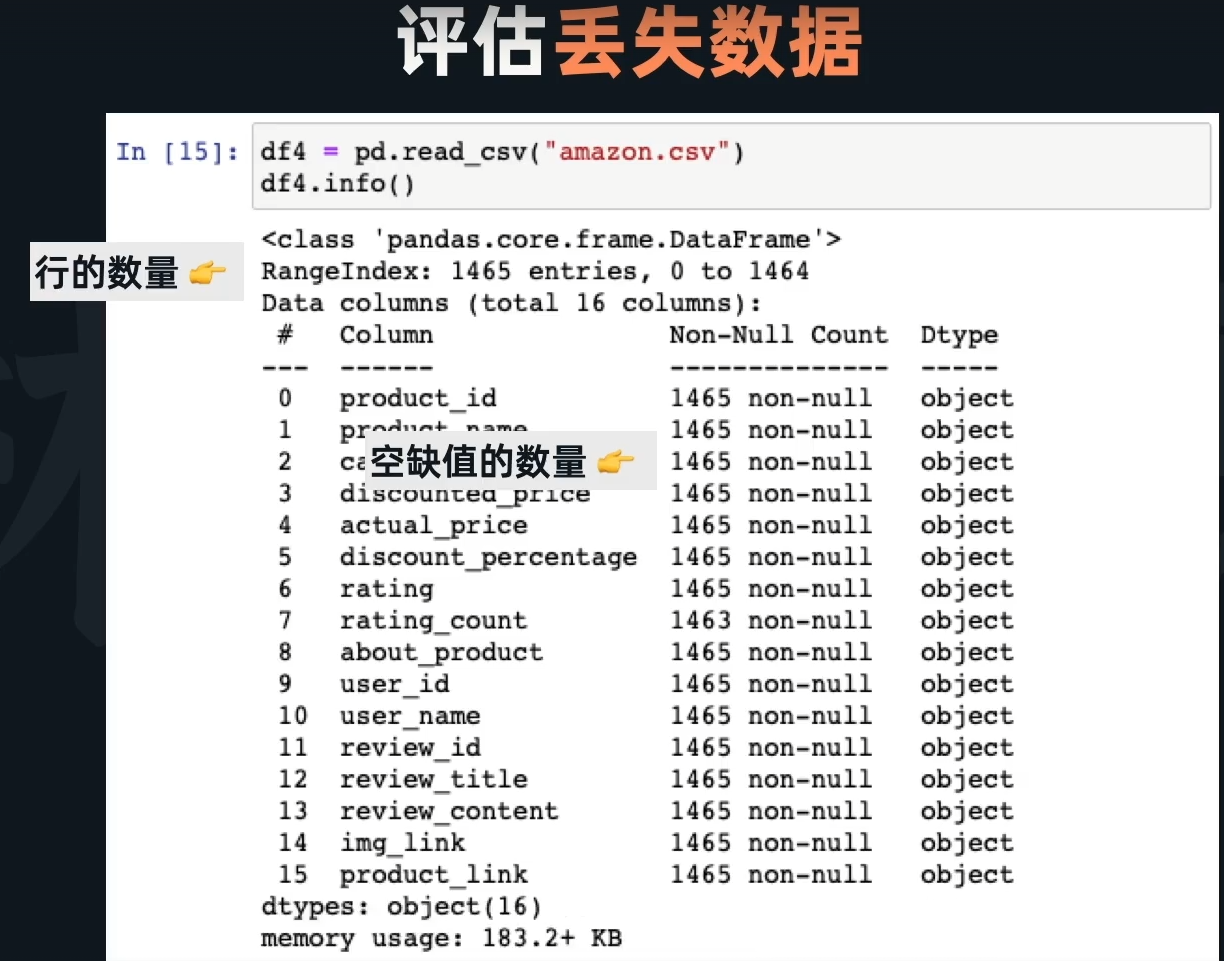 评估丢失数据
In [15]: df4 = pd.read_csv("amazon.csv")
df4.info()
<class 'pandas.core.frame.DataFrame'>
行的数量 👉 RangeIndex: 1465 entries, 0 to 1464
Data columns (total 16 columns):
# Column Non-Null Count Dtype
--- ------ -------------- -----
0 product_id 1465 non-null object
1 product_name 1465 non-null object
2 1465 non-null object
空缺值的数量 👉
3 discounted_price 1465 non-null object
4 actual_price 1465 non-null object
5 discount_percentage 1465 non-null object
6 rating 1465 non-null object
7 rating_count 1463 non-null object
8 about_product 1465 non-null object
9 user_id 1465 non-null object
10 user_name 1465 non-null object
11 review_id 1465 non-null object
12 review_title 1465 non-null object
13 review_content 1465 non-null object
14 img_link 1465 non-null object
15 product_link 1465 non-null object
dtypes: object(16)
memory usage: 183.2+ KB